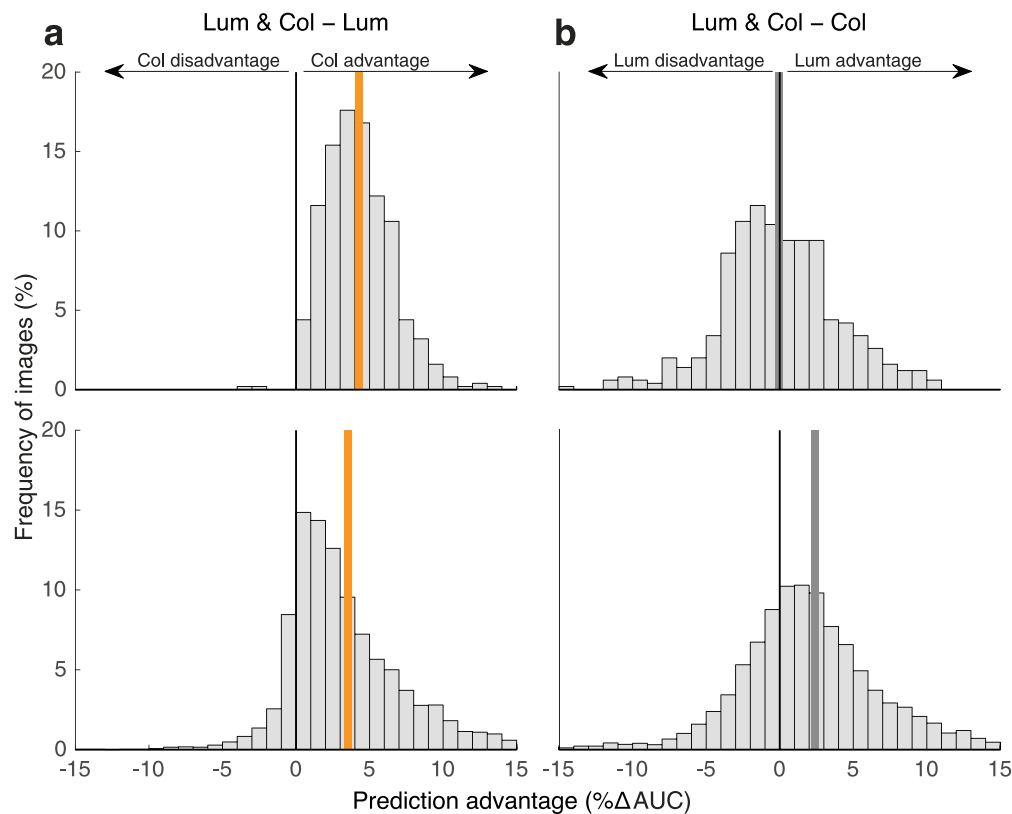 a
Lum & Col – Lum
b
Lum & Col – Col
Col disadvantage
Col advantage
Lum disadvantage
Lum advantage
20
15
10
5
0
Frequency of images (%)
20
15
10
5
0
-15
-10
-5
0
5
10
15
-15
-10
-5
0
5
10
15
Prediction advantage (%ΔAUC)